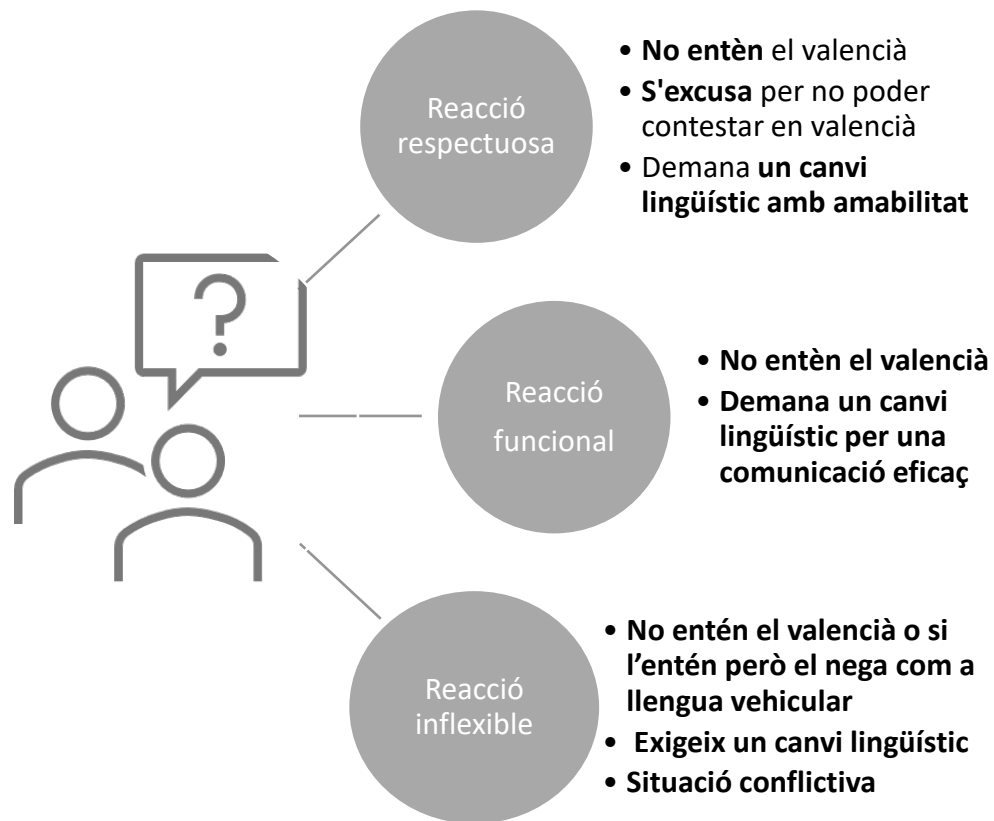 Reacció
respectuosa
• No entèn el valencià
• S'excusa per no poder
contestar en valencià
• Demana un canvi
lingüístic amb amabilitat
?
Reacció
funcional
• No entèn el valencià
• Demana un canvi
lingüístic per una
comunicació eficaç
Reacció
inflexible
• No entén el valencià o si
l’entén però el nega com a
llengua vehicular
• Exigeix un canvi lingüístic
• Situació conflictiva